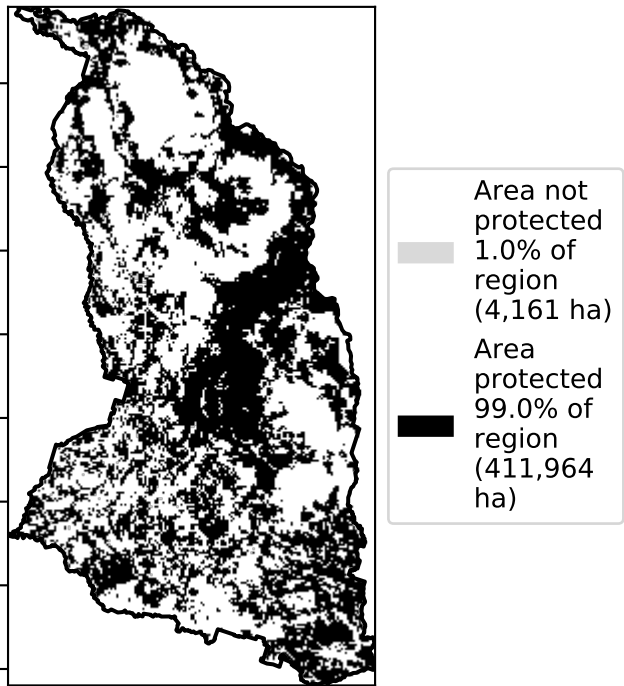 Area not
protected
1.0% of
region
(4,161 ha)
Area
protected
99.0% of
region
(411,964
ha)